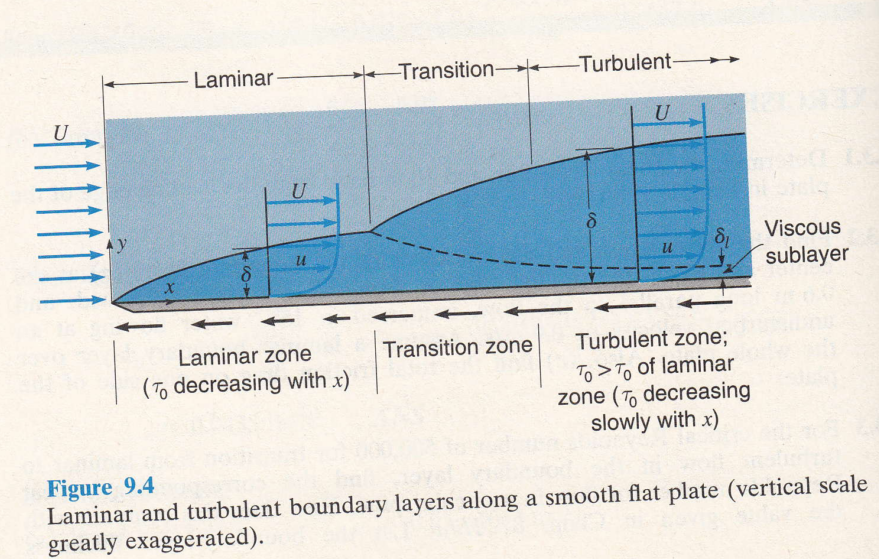 Laminar
Transition
Turbulent
U
U
U
y
x
δ
u
δ
u
δl
Viscous
sublayer
Laminar zone
(τ0 decreasing with x)
Transition zone
Turbulent zone;
τ0 > τ0 of laminar
zone (τ0 decreasing
slowly with x)
Figure 9.4
Laminar and turbulent boundary layers along a smooth flat plate (vertical scale
greatly exaggerated).